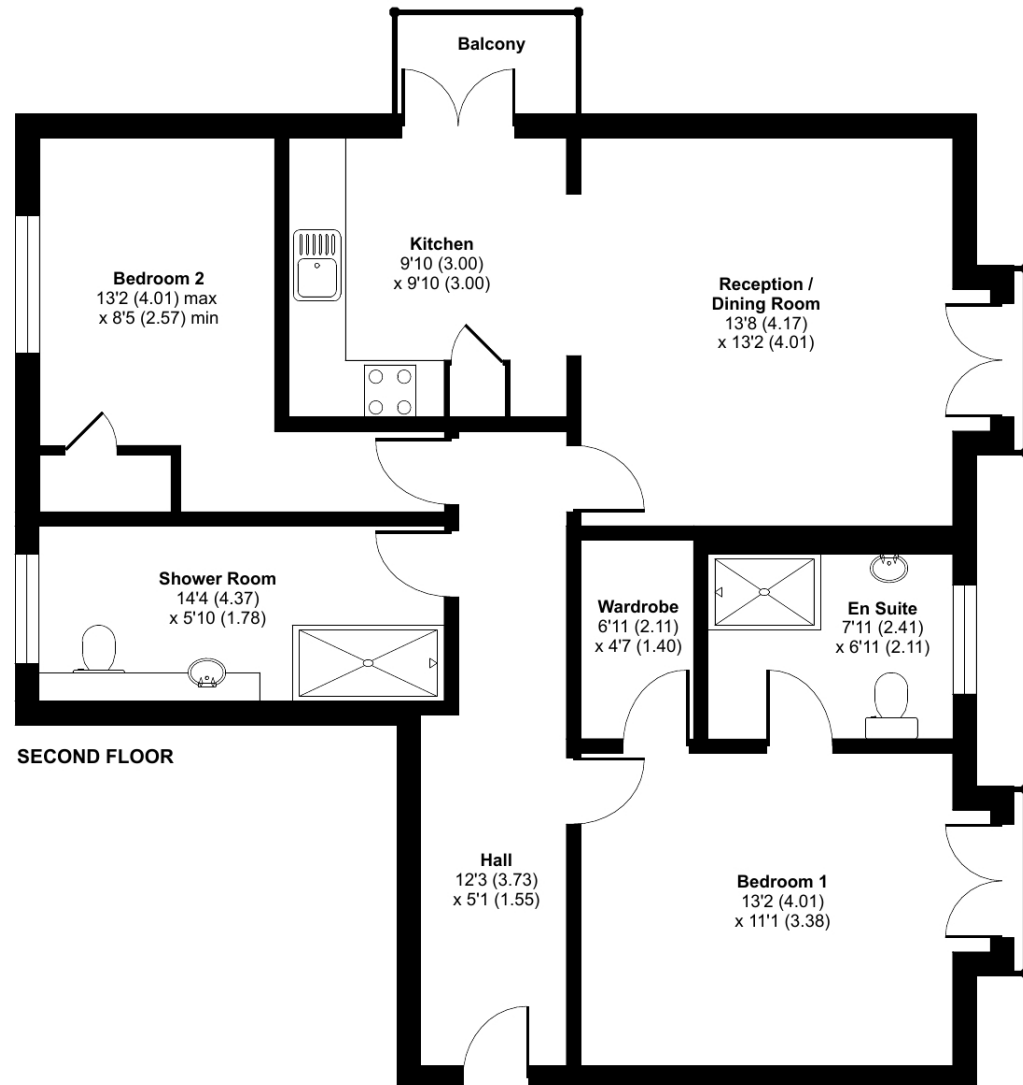 Balcony
Kitchen
9'10 (3.00)
x 9'10 (3.00)
Bedroom 2
13'2 (4.01) max
x 8'5 (2.57) min
Reception /
Dining Room
13'8 (4.17)
x 13'2 (4.01)
Shower Room
14'4 (4.37)
x 5'10 (1.78)
Wardrobe
6'11 (2.11)
x 4'7 (1.40)
En Suite
7'11 (2.41)
x 6'11 (2.11)
SECOND FLOOR
Hall
12'3 (3.73)
x 5'1 (1.55)
Bedroom 1
13'2 (4.01)
x 11'1 (3.38)